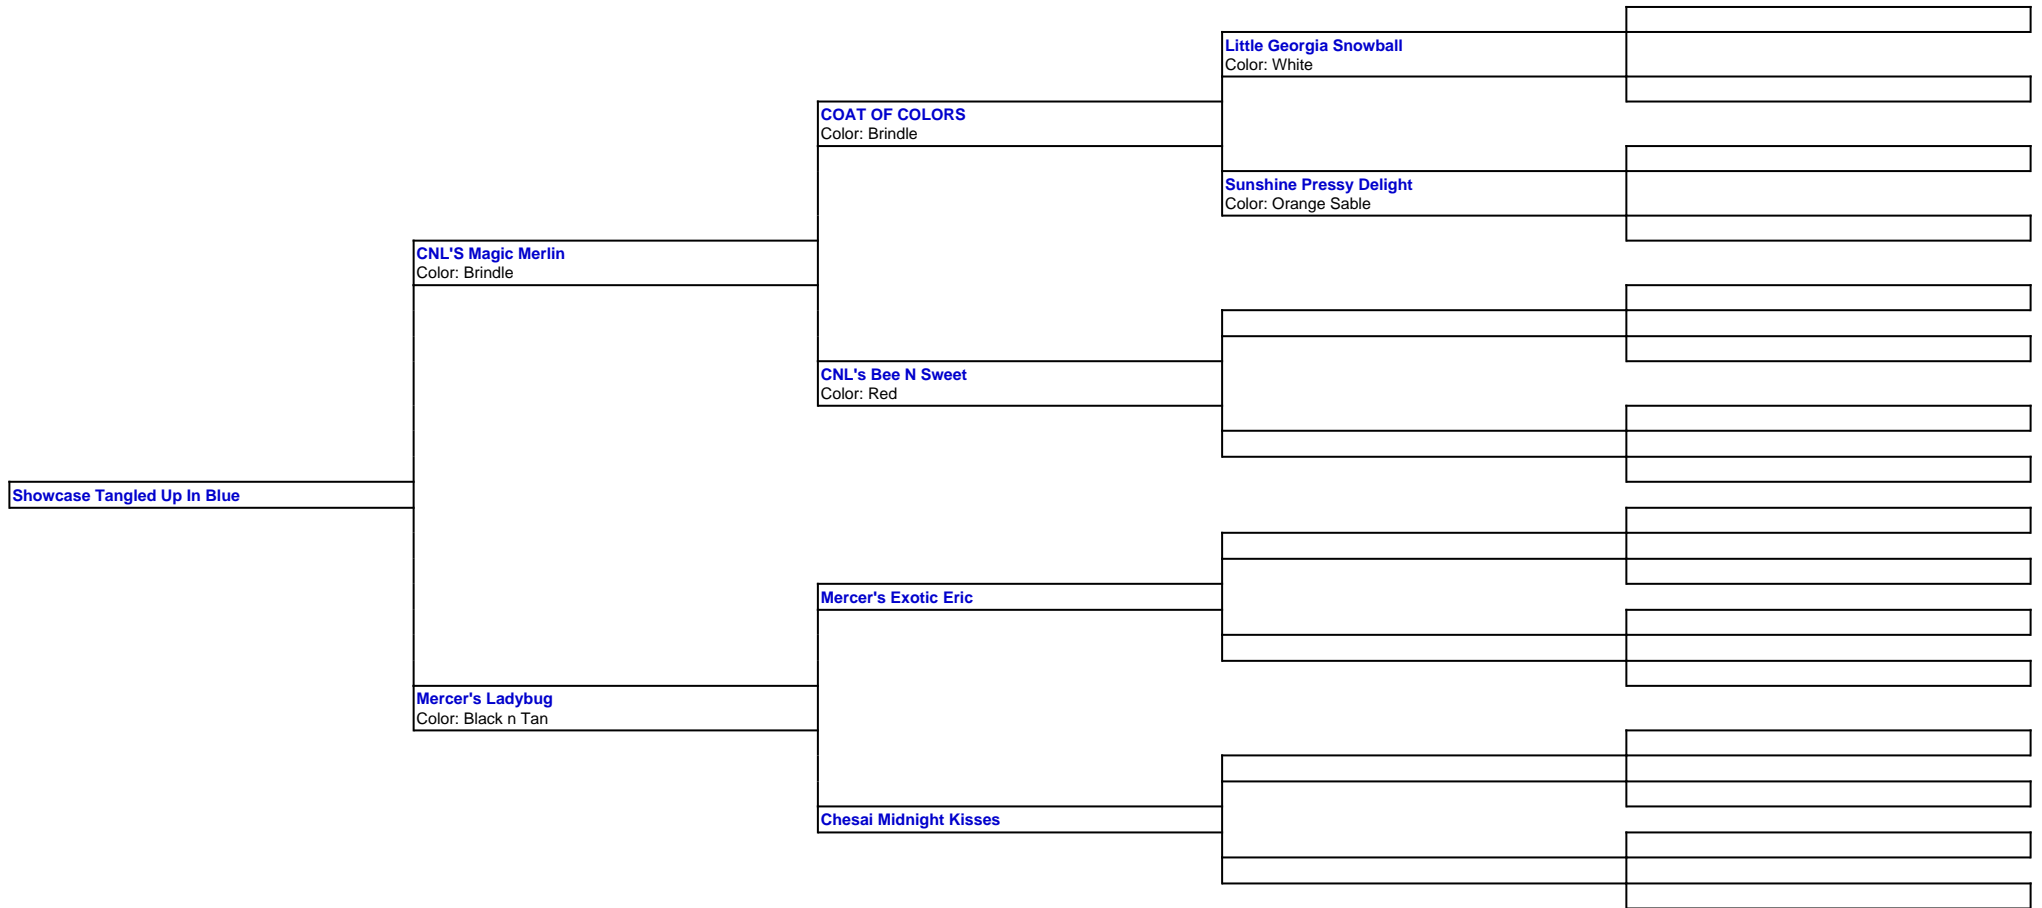 Little Georgia Snowball
Color: White
COAT OF COLORS
Color: Brindle
Sunshine Pressy Delight
Color: Orange Sable
CNL'S Magic Merlin
Color: Brindle
CNL's Bee N Sweet
Color: Red
Showcase Tangled Up In Blue
Mercer's Exotic Eric
Mercer's Ladybug
Color: Black n Tan
Chesai Midnight Kisses